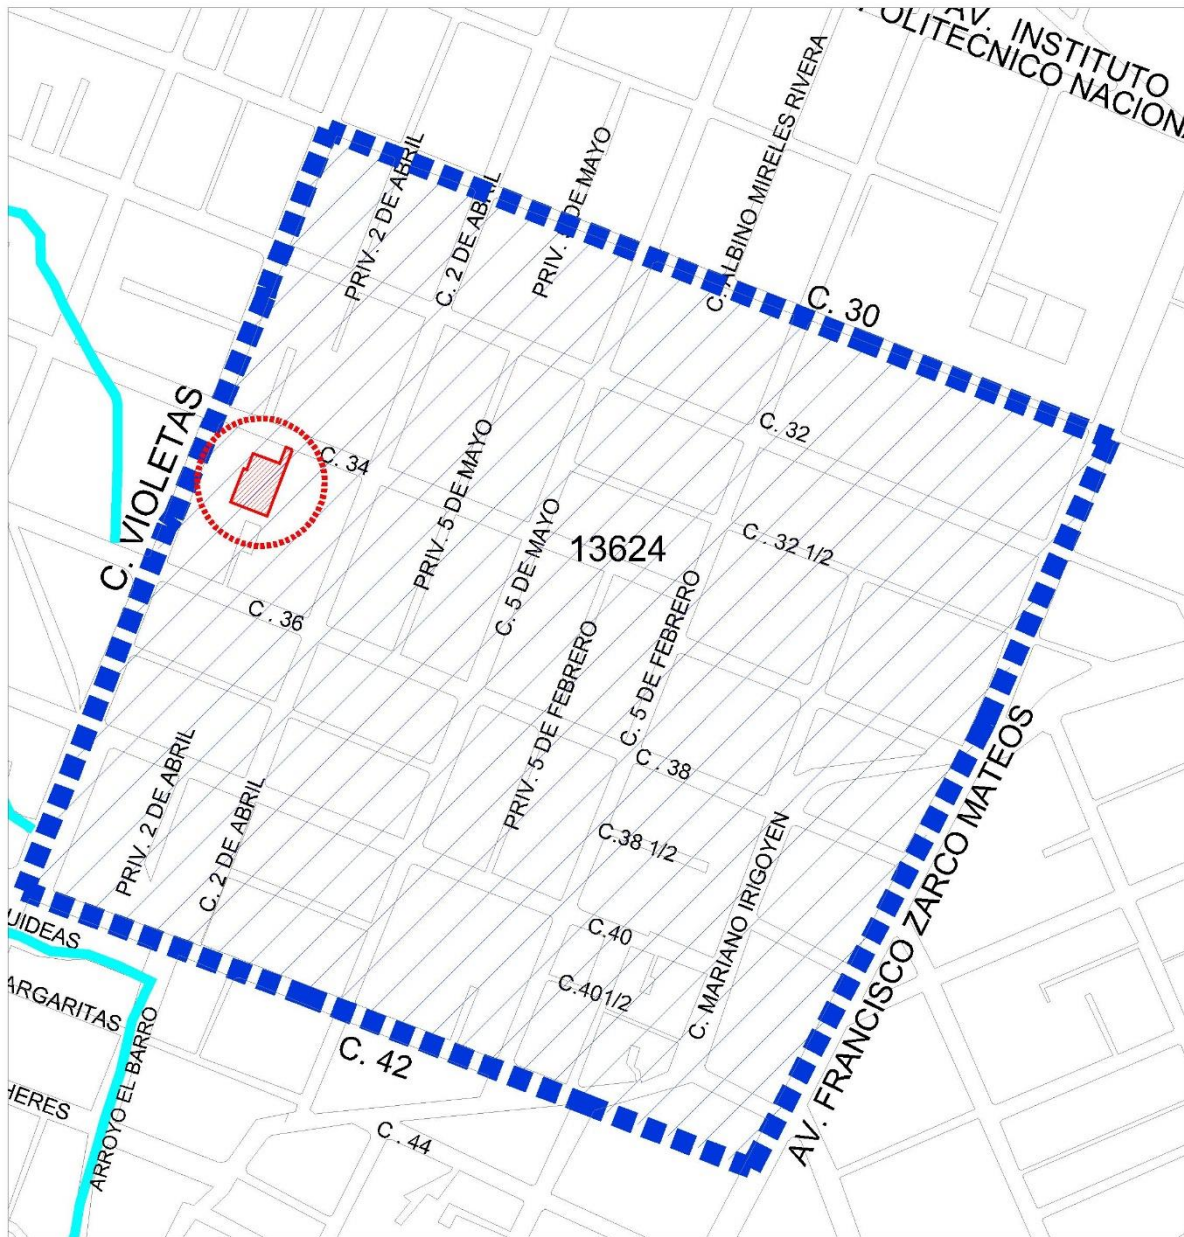 AV. INSTITUTO
POLITECNICO NACION
C. ALBINO MIRELES RIVERA
PRIV. 2 DE ABRIL
C. 2 DE ABRIL
PRIV. DE MAYO
C. 30
C. VIOLETAS
C. 32
C. 34
PRIV. 5 DE MAYO
C. 5 DE MAYO
13624
C . 32 1/2
C . 36
PRIV. 5 DE FEBRERO
C. 5 DE FEBRERO
C . 38
PRIV. 2 DE ABRIL
C. 2 DE ABRIL
C.38 1/2
C. MARIANO IRIGOYEN
AV. FRANCISCO ZARCO MATEOS
C.40
C.401/2
UIDEAS
ARGARITAS
HERES
ARROYO EL BARRO
C. 42
C . 44